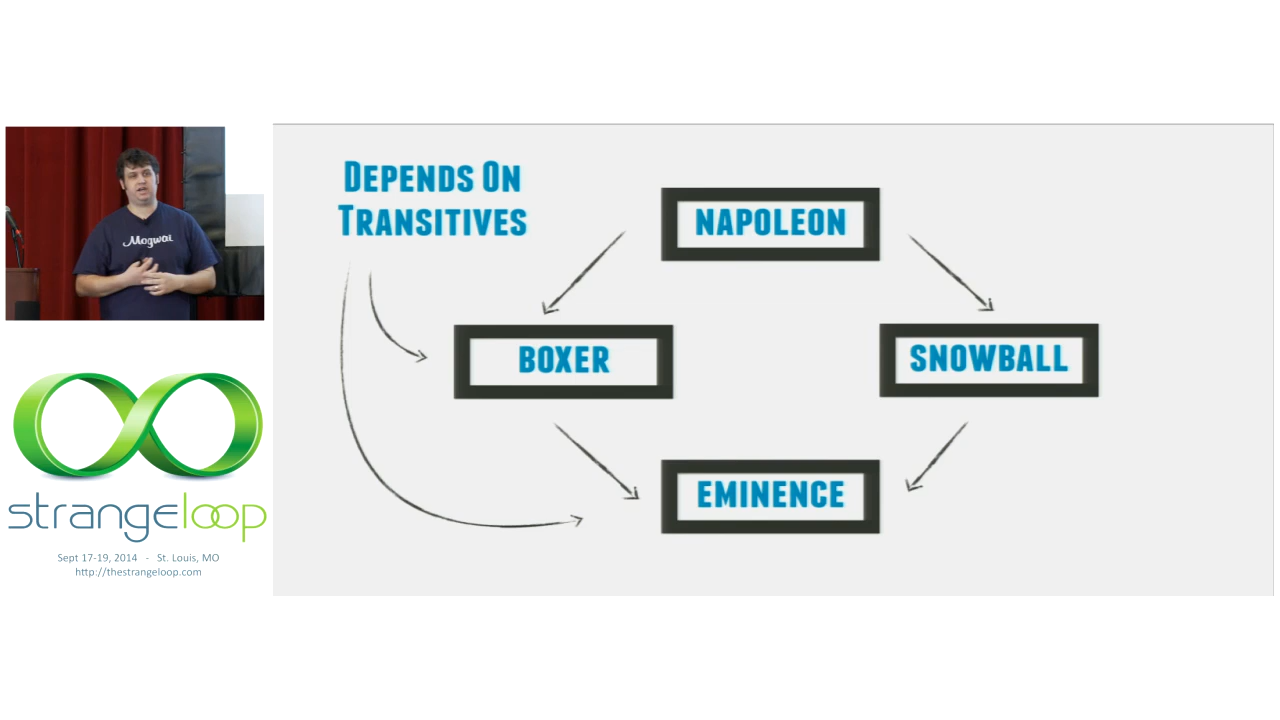 Depends On
Transitives
NAPOLEON
BOXER
SNOWBALL
EMINENCE
Mogwai
strangeloop
Sept 17-19, 2014 - St. Louis, MO
http://thestrangeloop.com